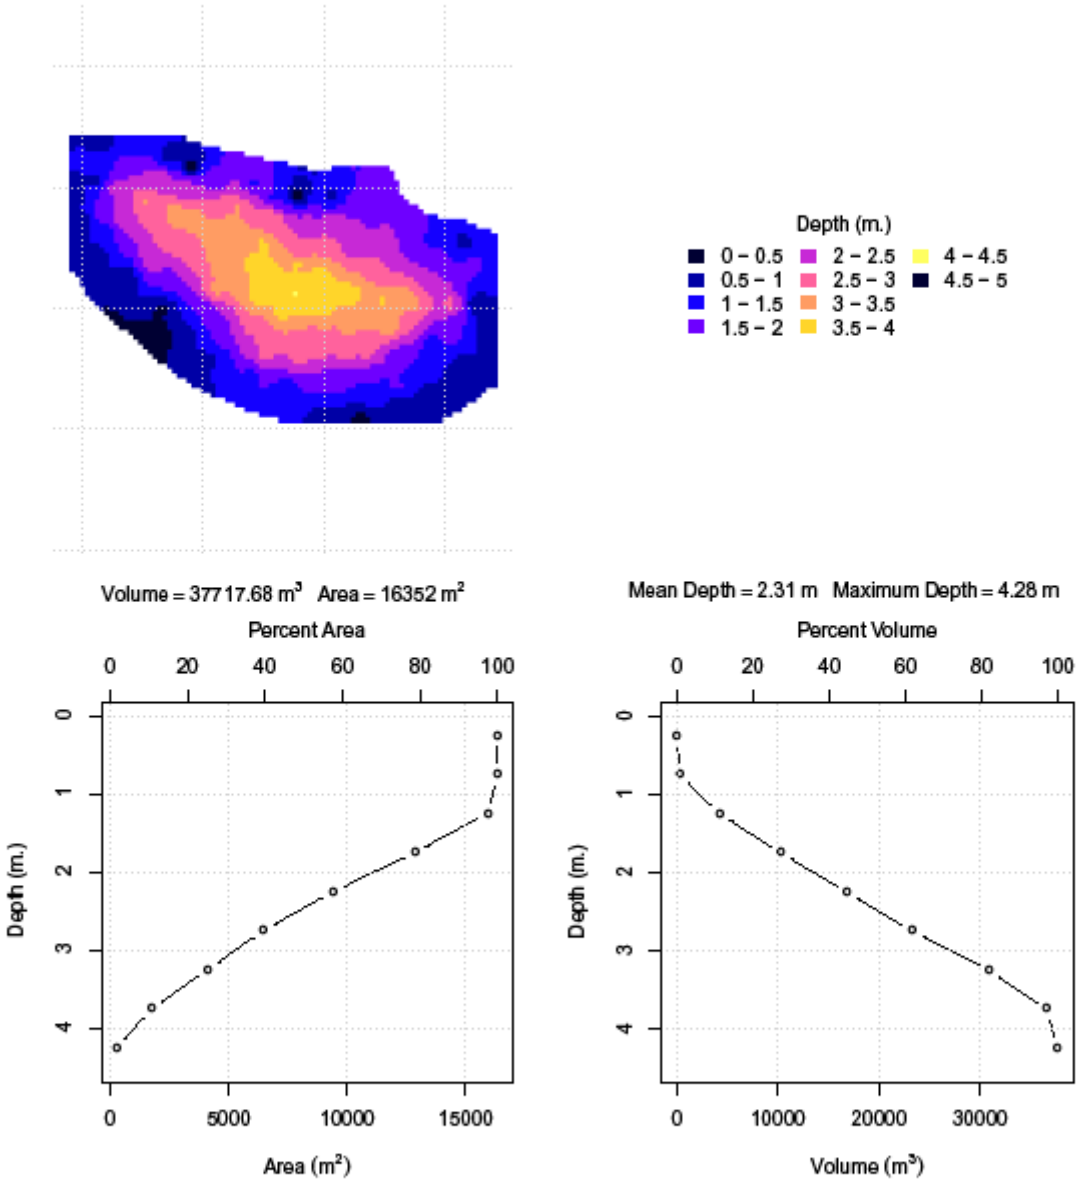 Depth (m.)
0 – 0.5 2 – 2.5 4 – 4.5
0.5 – 1 2.5 – 3 4.5 – 5
1 – 1.5 3 – 3.5
1.5 – 2 3.5 – 4
Volume = 37717.68 m³ Area = 16352 m² Mean Depth = 2.31 m Maximum Depth = 4.28 m
Percent Area
0 20 40 60 80 100
0
1
2
3
4
Depth (m.)
0 5000 10000 15000
Area (m²)
Percent Volume
0 20 40 60 80 100
0
1
2
3
4
Depth (m.)
0 10000 20000 30000
Volume (m³)